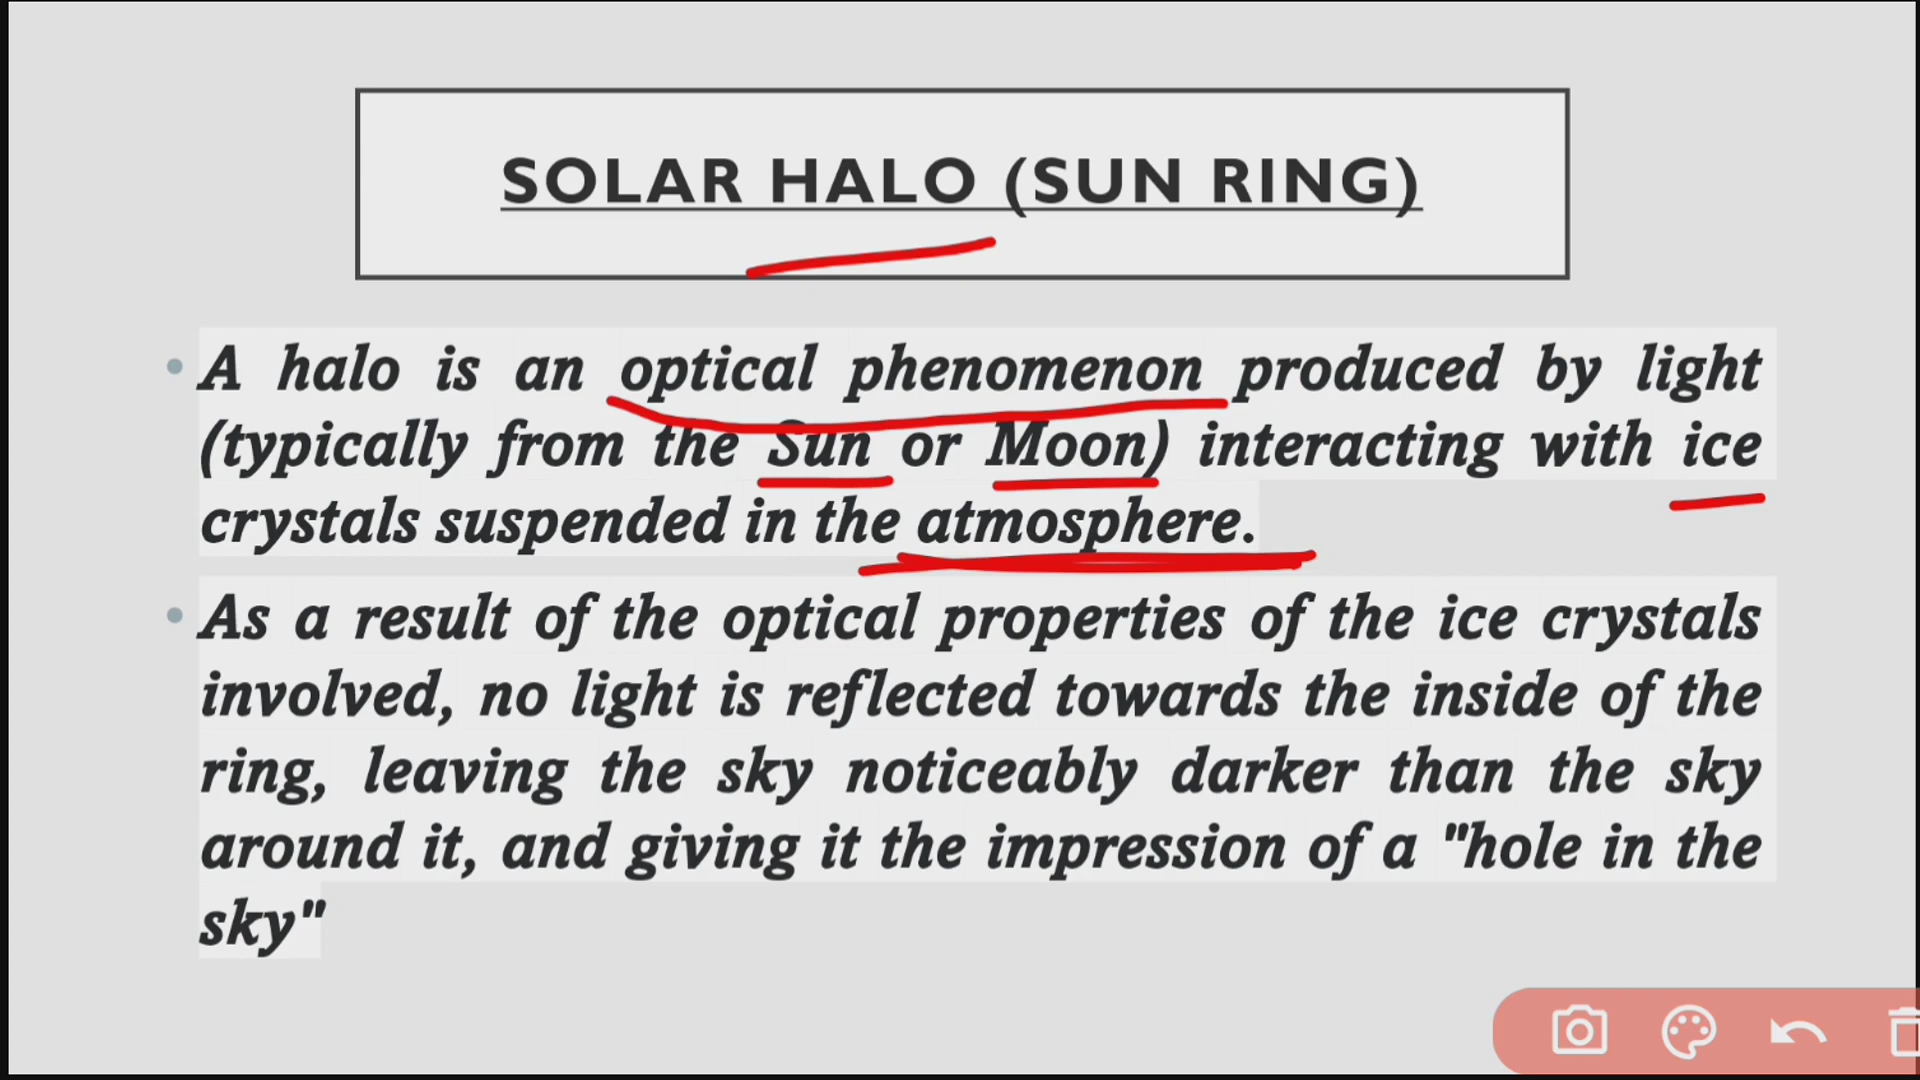 SOLAR HALO (SUN RING)
A halo is an optical phenomenon produced by light
(typically from the Sun or Moon) interacting with ice
crystals suspended in the atmosphere.
As a result of the optical properties of the ice crystals
involved, no light is reflected towards the inside of the
ring, leaving the sky noticeably darker than the sky
around it, and giving it the impression of a "hole in the
sky"